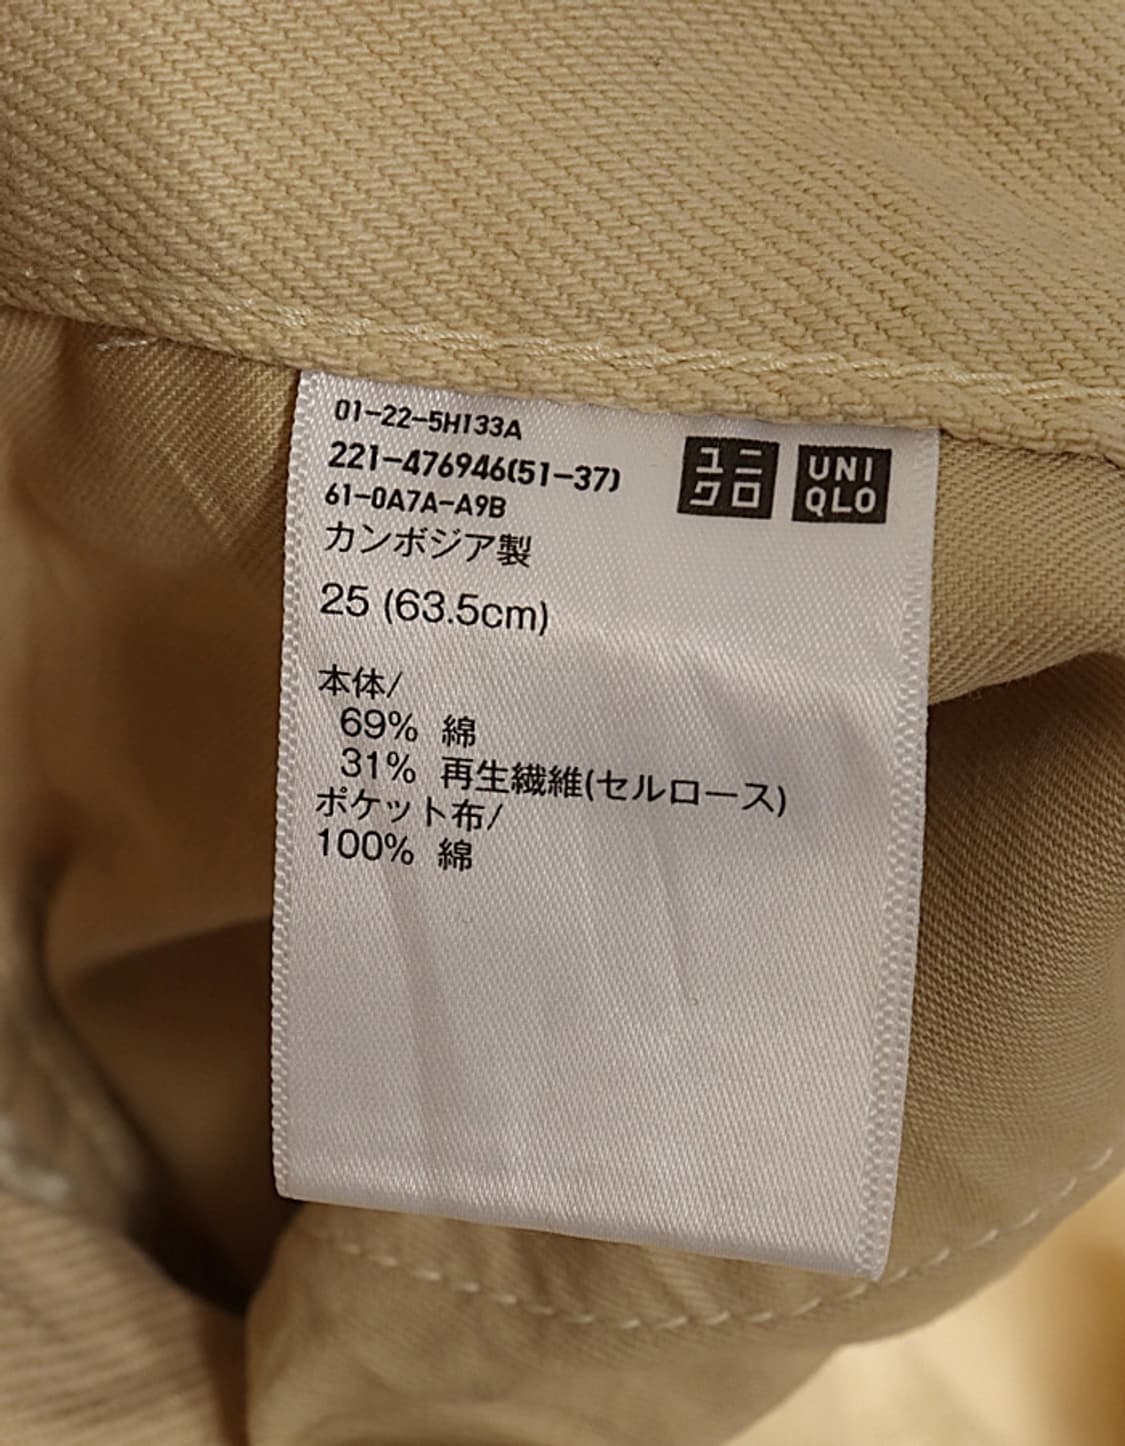 01-22-5H133A
221-476946(51-37)
61-0A7A-A9B
カンボジア製
ユニ
クロ
UNI
QLO
25 (63.5cm)
本体/
69% 綿
31% 再生繊維(セルロース)
ポケット布/
100% 綿